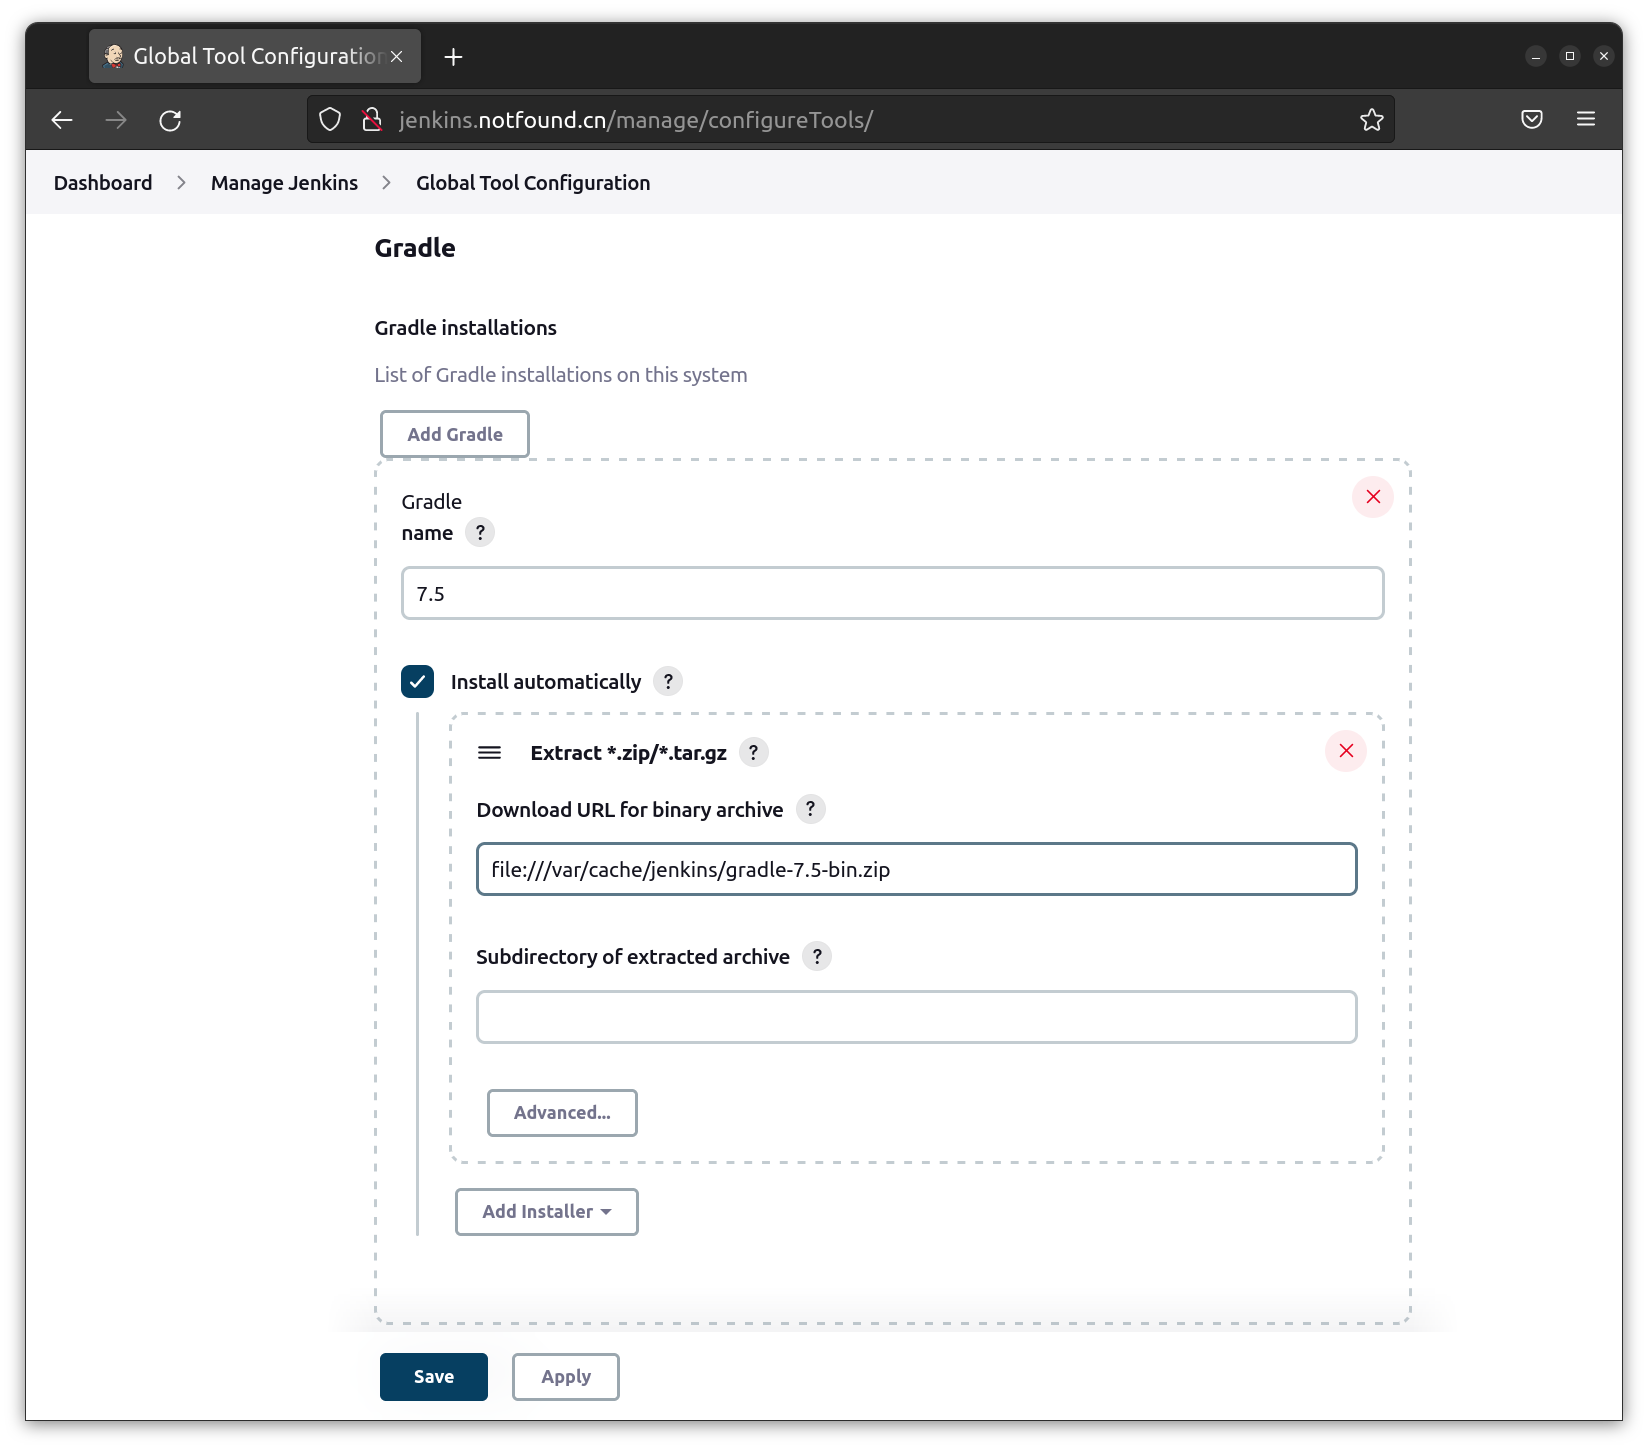 Global Tool Configuration
jenkins.notfound.cn/manage/configureTools/
Dashboard > Manage Jenkins > Global Tool Configuration
Gradle
Gradle installations
List of Gradle installations on this system
Add Gradle
Gradle
name ?
7.5
Install automatically ?
Extract *.zip/*.tar.gz ?
Download URL for binary archive ?
file:///var/cache/jenkins/gradle-7.5-bin.zip
Subdirectory of extracted archive ?
Advanced...
Add Installer
Save Apply